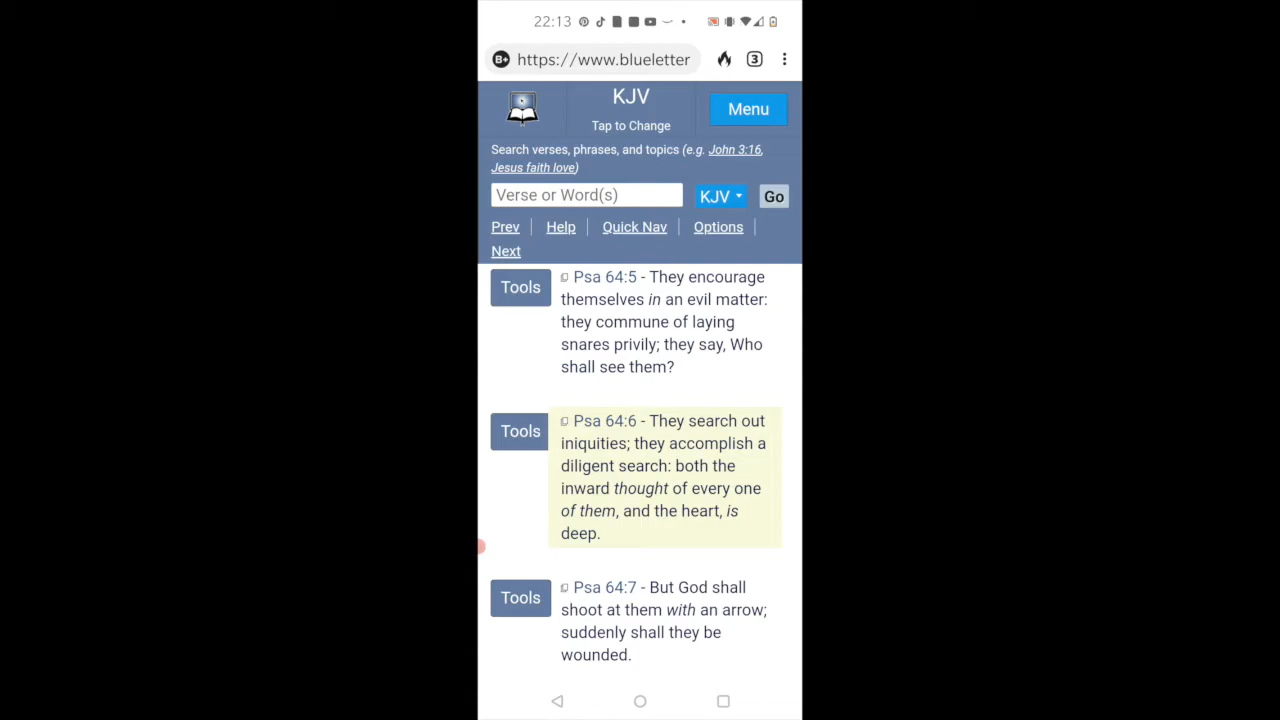 22:13
B+ https://www.blueletter 3
KJV
Tap to Change
Menu
Search verses, phrases, and topics (e.g. John 3:16,
Jesus faith love)
Verse or Word(s) KJV Go
Prev Help Quick Nav Options
Next
Tools
Psa 64:5 - They encourage
themselves in an evil matter:
they commune of laying
snares privily; they say, Who
shall see them?
Tools
Psa 64:6 - They search out
iniquities; they accomplish a
diligent search: both the
inward thought of every one
of them, and the heart, is
deep.
Tools
Psa 64:7 - But God shall
shoot at them with an arrow;
suddenly shall they be
wounded.